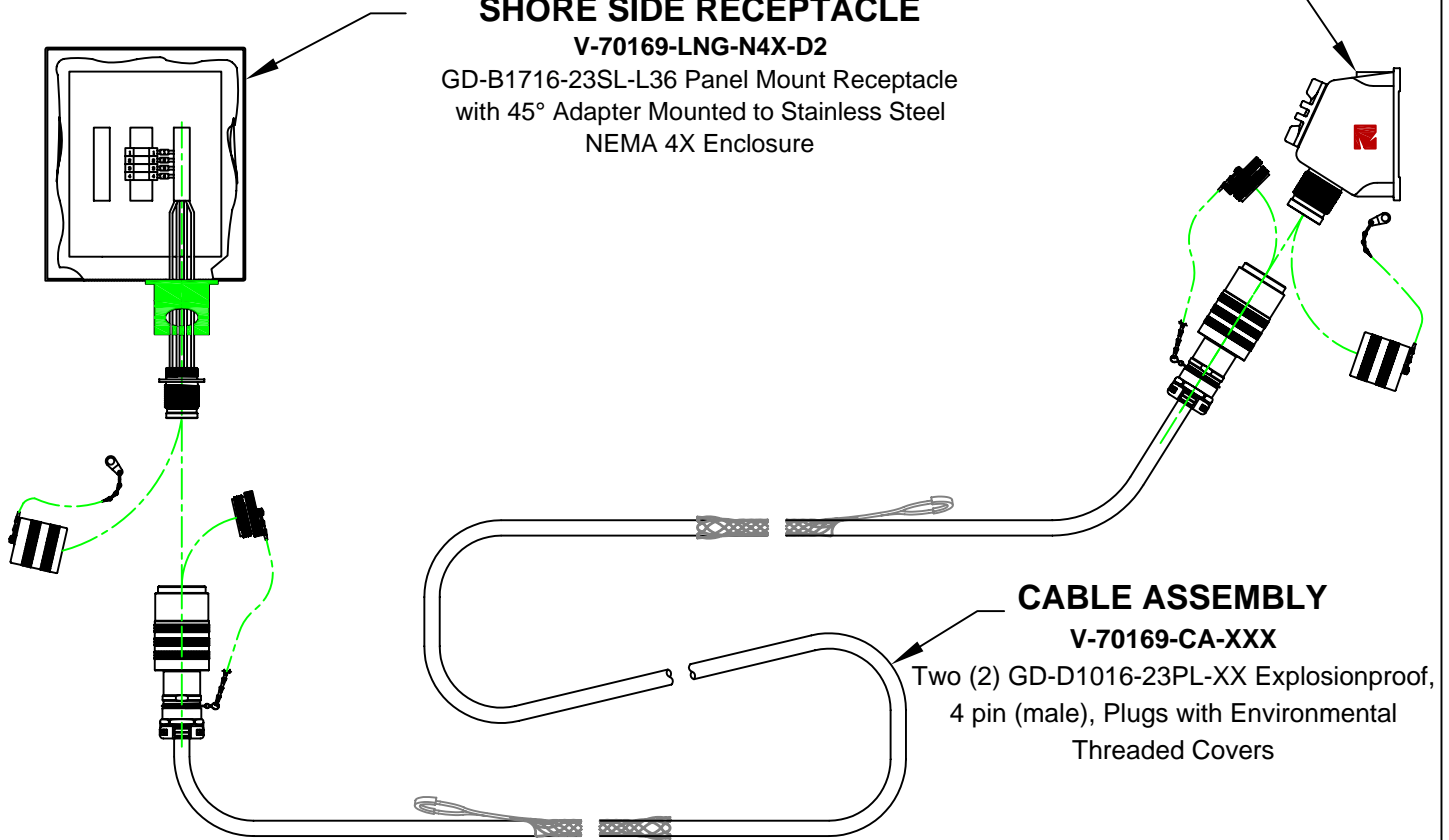 SHORE SIDE RECEPTACLE
V-70169-LNG-N4X-D2
GD-B1716-23SL-L36 Panel Mount Receptacle
with 45° Adapter Mounted to Stainless Steel
NEMA 4X Enclosure
CABLE ASSEMBLY
V-70169-CA-XXX
Two (2) GD-D1016-23PL-XX Explosionproof,
4 pin (male), Plugs with Environmental
Threaded Covers